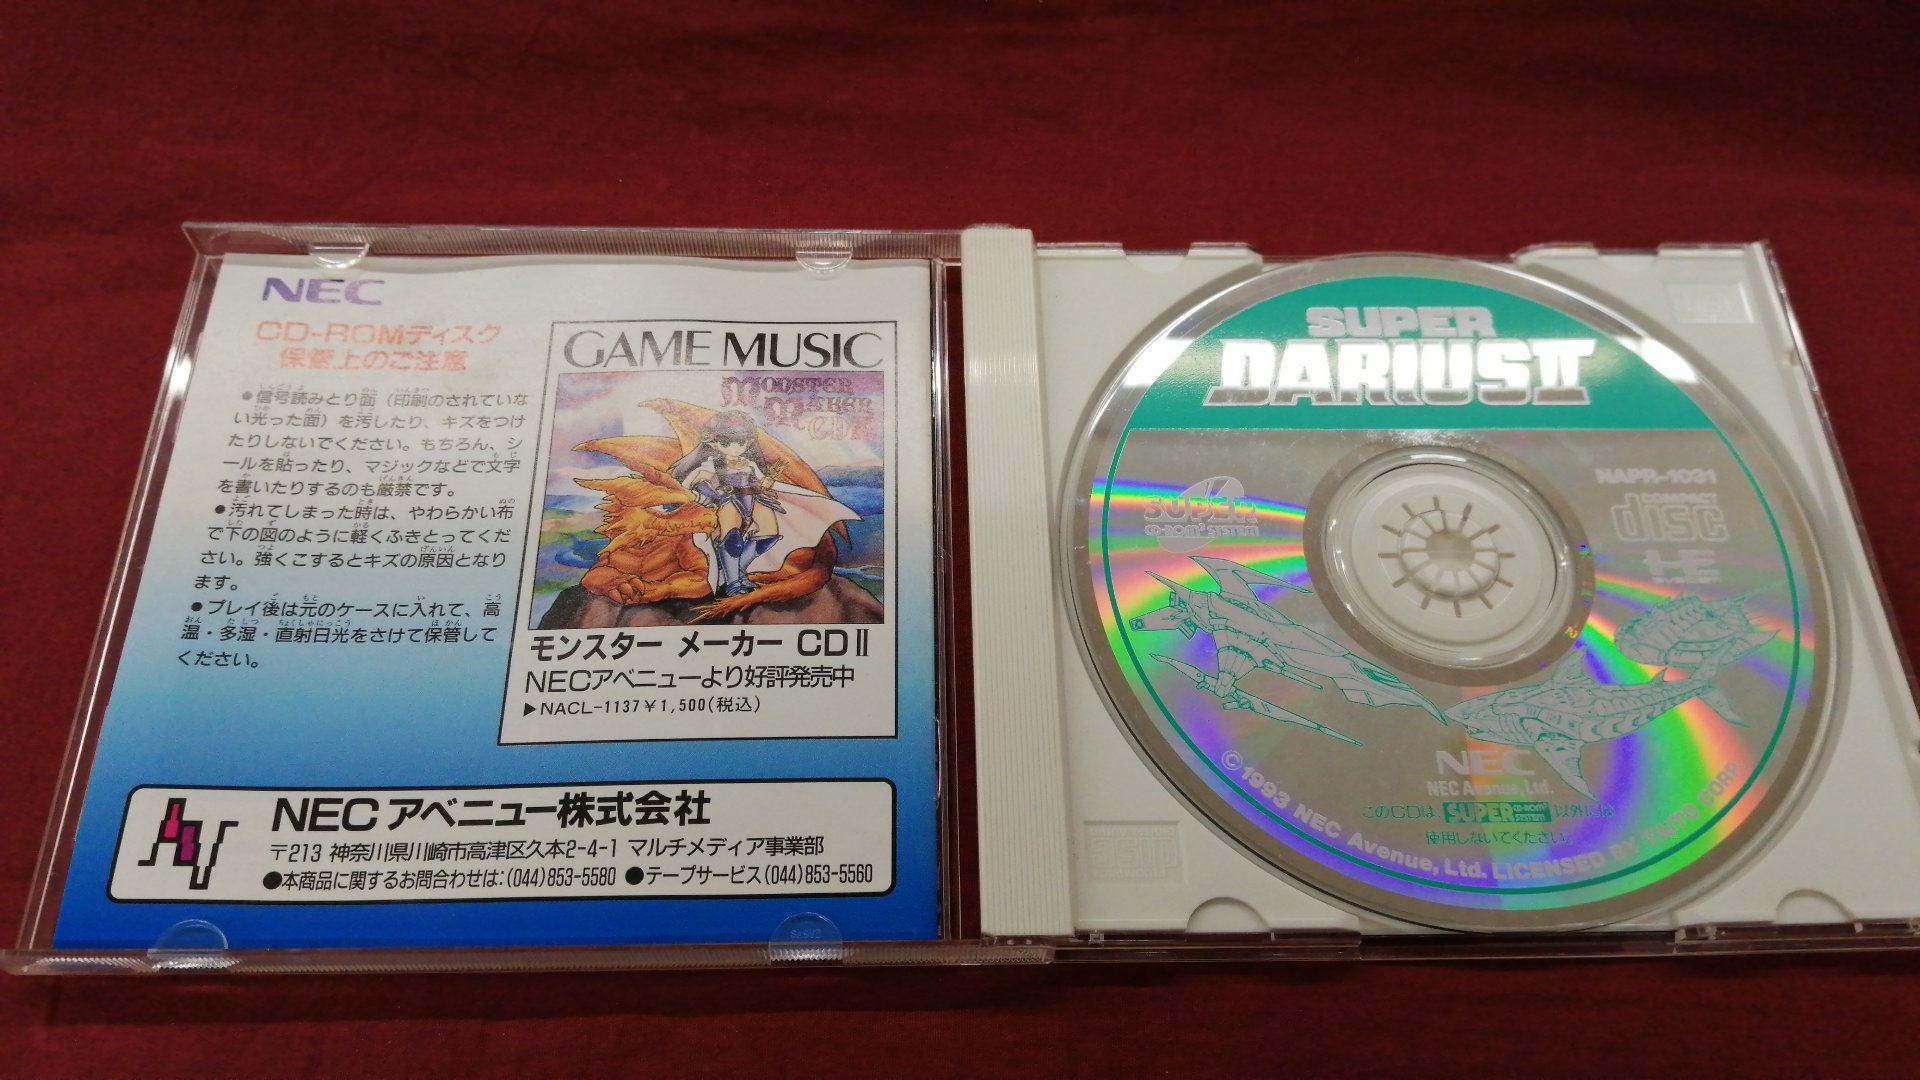 NEC
CD-ROMディスク
保管上のご注意
●信号読みとり面（印刷のされていな
い光った面）を汚したり、キズをつけ
たりしないでください。もちろん、シ
ールを貼ったり、マジックなどで文字
を書いたりするのも厳禁です。
●汚れてしまった時は、やわらかい布
で下の図のように軽くふきとってくだ
さい。強くこするとキズの原因となり
ます。
●プレイ後は元のケースに入れて、高
温・多湿・直射日光をさけて保管して
ください。
GAME MUSIC
MONSTER
MAKER
CD II
モンスター メーカー CDⅡ
NECアベニューより好評発売中
▶NACL-1137￥1,500(税込)
NECアベニュー株式会社
〒213 神奈川県川崎市高津区久本2-4-1 マルチメディア事業部
●本商品に関するお問合わせは:(044)853-5580 ●テープサービス(044)853-5560
SUPER
DARIUSⅡ
NAPR-1031
SUPER
CD-ROM² SYSTEM
COMPACT
disc
HE
NEC
NEC Avenue, Ltd.
このCDは、SUPER CD-ROM² SYSTEM 以外には
使用しないでください。
©1993 NEC Avenue, Ltd. LICENSED BY TAITO CORP.